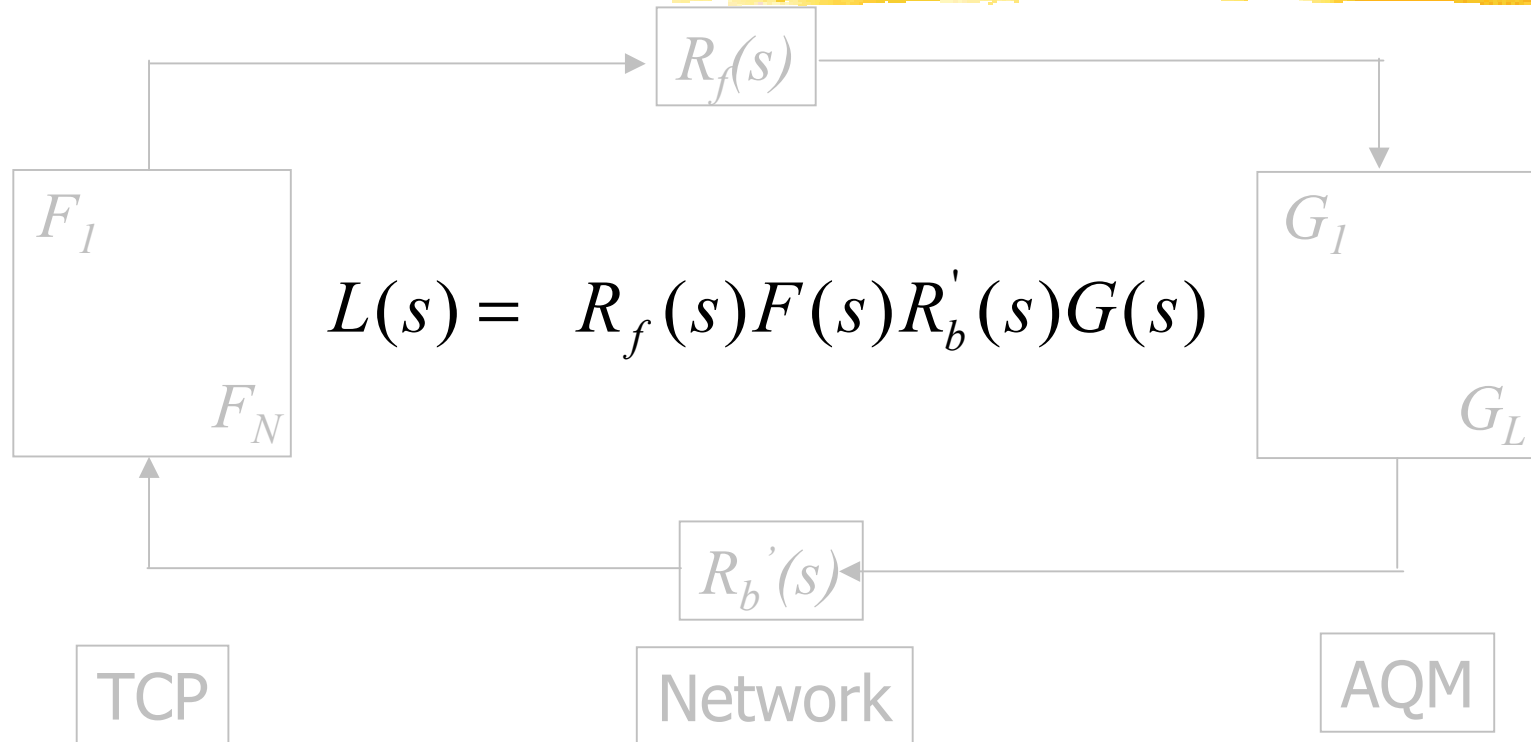 R_f(s)
F_1
G_1
L(s) = R_f(s)F(s)R_b'(s)G(s)
F_N
G_L
R_b’(s)
TCP
Network
AQM